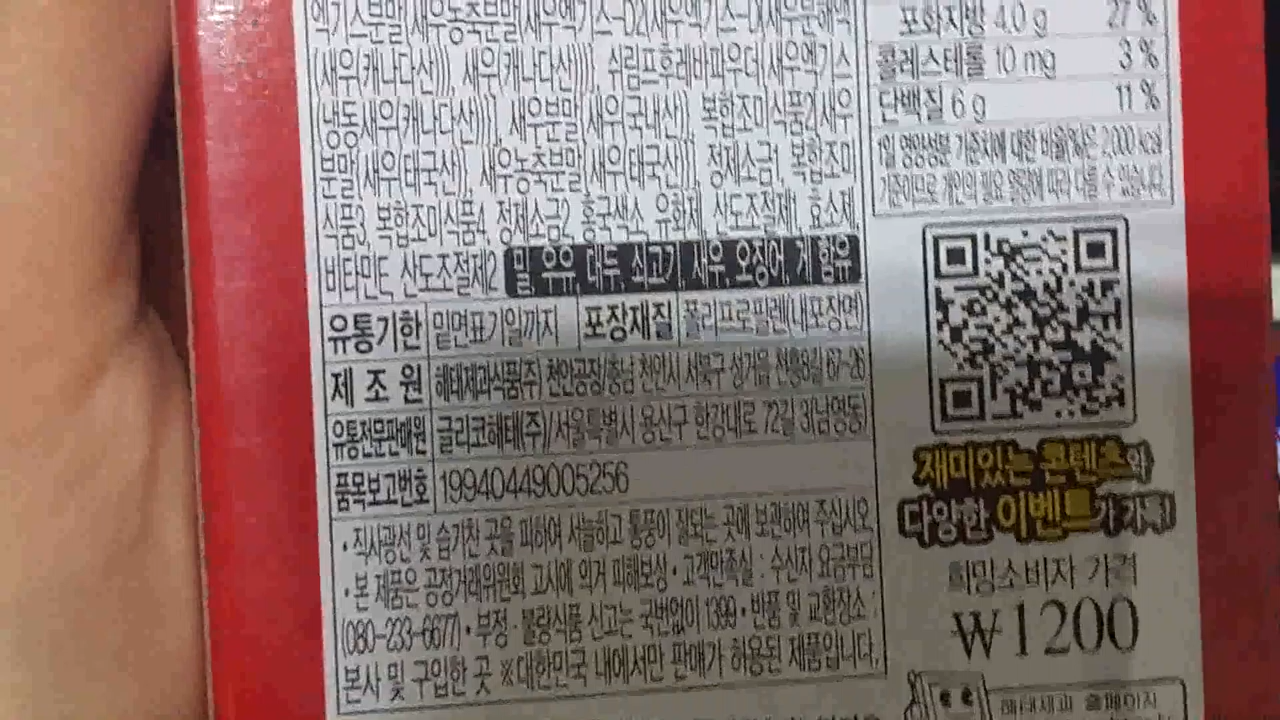 엑기스분말(새우농축분말(새우엑기스-D2(새우엑기스-DX(새우분해액
(새우(캐나다산)))), 새우(캐나다산)))), 쉬림프후레바파우더(새우엑기스
(냉동새우(캐나다산))), 새우분말(새우(국내산)), 복합조미식품2(새우
분말(새우(태국산)), 새우농축분말(새우(태국산)), 정제소금1, 복합조미
식품3, 복합조미식품4, 정제소금2, 홍국색소, 유화제, 산도조절제1, 효소제,
비타민E, 산도조절제2 밀, 우유, 대두, 쇠고기, 새우, 오징어, 게 함유
유통기한 밑면표기일까지 포장재질 폴리프로필렌(내포장면)
제 조 원 해태제과식품(주) 천안공장/충남 천안시 서북구 성거읍 천흥8길 67-26
유통전문판매원 글리코해태(주)/서울특별시 용산구 한강대로 72길 3(남영동)
품목보고번호 19940449005256
•직사광선 및 습기찬 곳을 피하여 서늘하고 통풍이 잘되는 곳에 보관하여 주십시오.
•본 제품은 공정거래위원회 고시에 의거 피해보상•고객만족실 : 수신자 요금부담
(080-233-6677)•부정·불량식품 신고는 국번없이 1399•반품 및 교환장소 :
본사 및 구입한 곳 ※대한민국 내에서만 판매가 허용된 제품입니다.
포화지방 4.0 g 27 %
콜레스테롤 10 mg 3 %
단백질 6 g 11 %
1일 영양성분 기준치에 대한 비율(%)은 2,000 kcal
기준이므로 개인의 필요 열량에 따라 다를 수 있습니다.
재미있는 콘텐츠와
다양한 이벤트가 가득!
희망소비자 가격
₩1200
해태제과 홈페이지